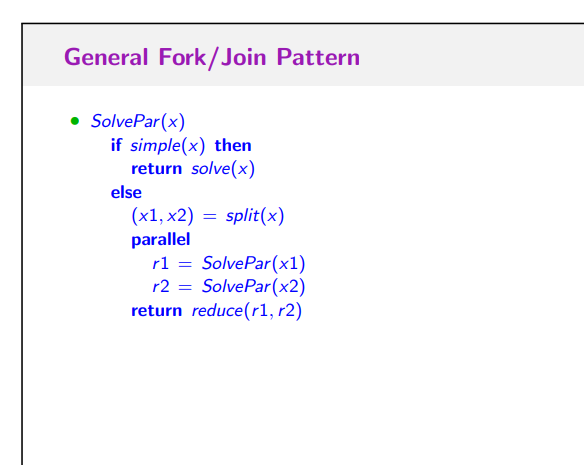 General Fork/Join Pattern
• SolvePar(x)
if simple(x) then
return solve(x)
else
(x1, x2) = split(x)
parallel
r1 = SolvePar(x1)
r2 = SolvePar(x2)
return reduce(r1, r2)